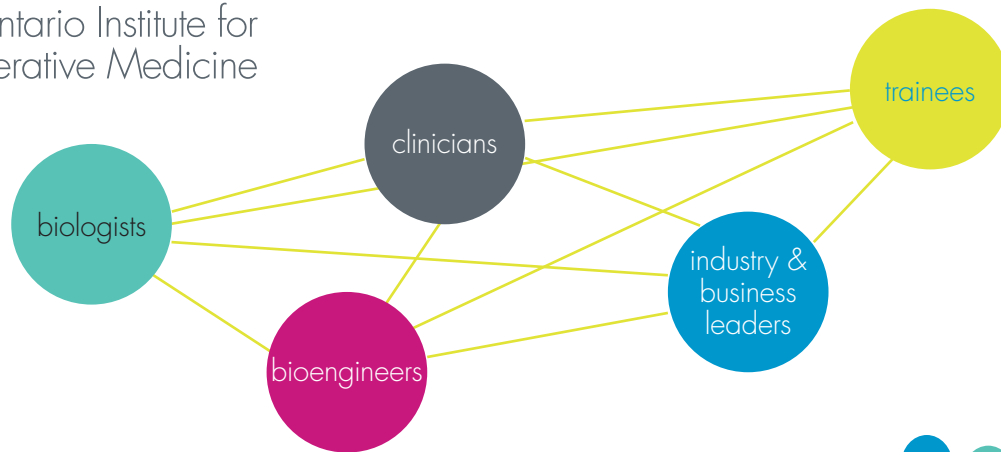 ntario Institute for
erative Medicine
trainees
clinicians
biologists
industry &
business
leaders
bioengineers